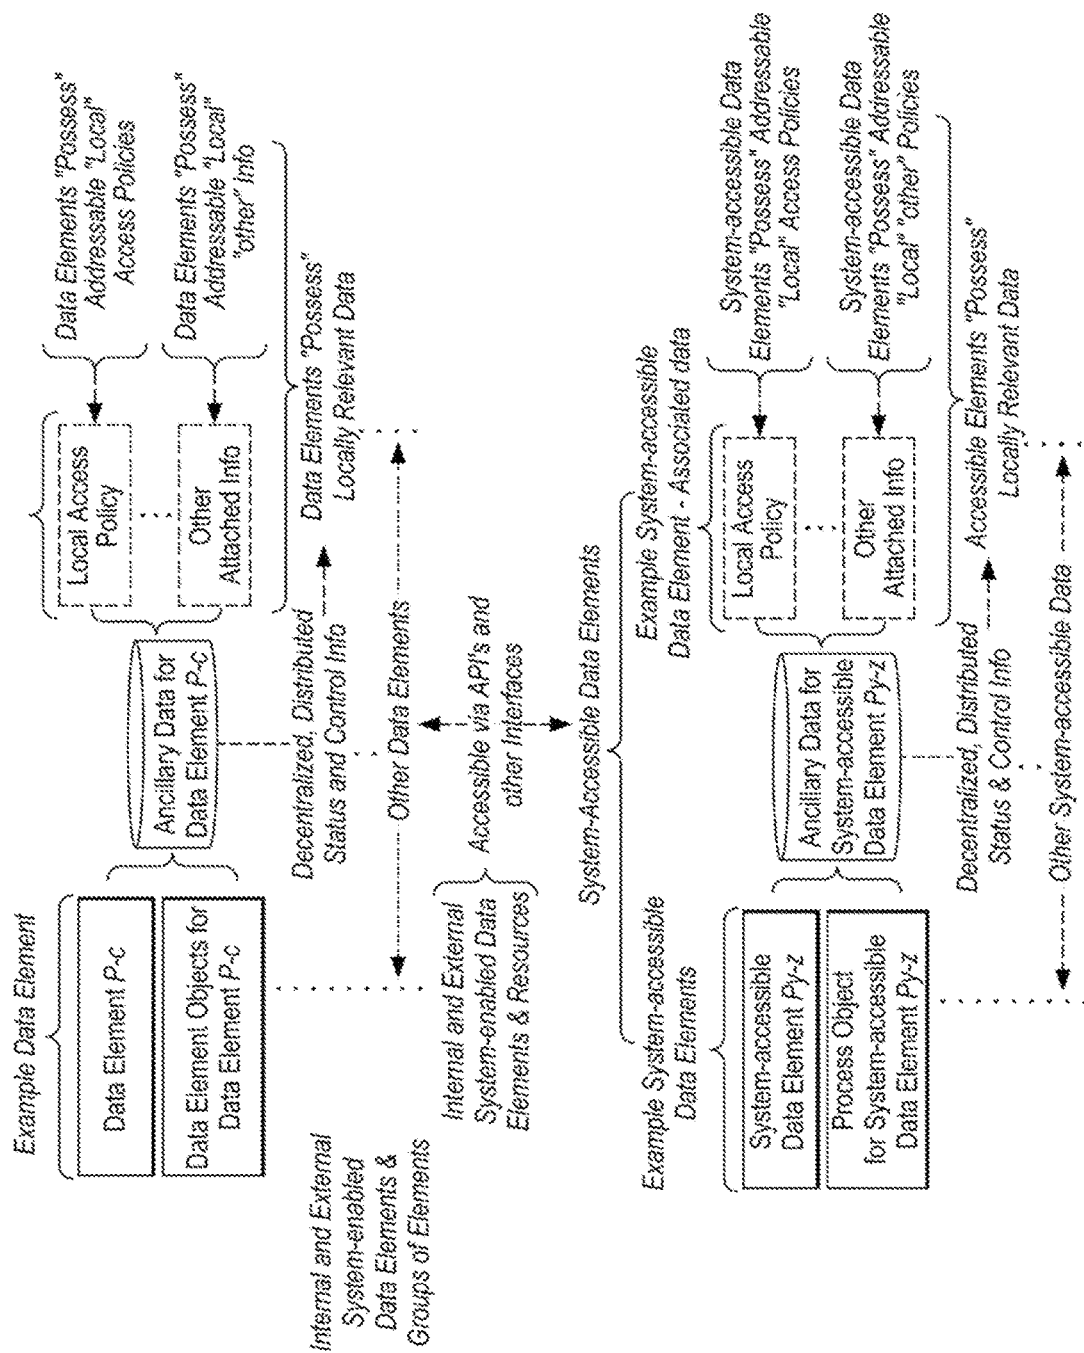 Example Data Element
Data Element P-c
Data Element Objects for
Data Element P-c
Ancillary Data for
Data Element P-c
Local Access
Policy
Other
Attached Info
Data Elements "Possess"
Addressable "Local"
Access Policies
Data Elements "Possess"
Addressable "Local"
"other" Info
Internal and External
System-enabled
Data Elements &
Groups of Elements
Decentralized, Distributed
Status and Control Info
Data Elements "Possess"
Locally Relevant Data
Other Data Elements
Internal and External
System-enabled Data
Elements & Resources
Accessible via API's and
other Interfaces
System-Accessible Data Elements
Example System-accessible
Data Elements
Example System-accessible
Data Element - Associated data
System-accessible
Data Element Py-z
Process Object
for System-accessible
Data Element Py-z
Ancillary Data for
System-accessible
Data Element Py-z
Local Access
Policy
Other
Attached Info
System-accessible Data
Elements "Possess" Addressable
"Local" Access Policies
System-accessible Data
Elements "Possess" Addressable
"Local" "other" Policies
Decentralized, Distributed
Status & Control Info
Accessible Elements "Possess"
Locally Relevant Data
Other System-accessible Data